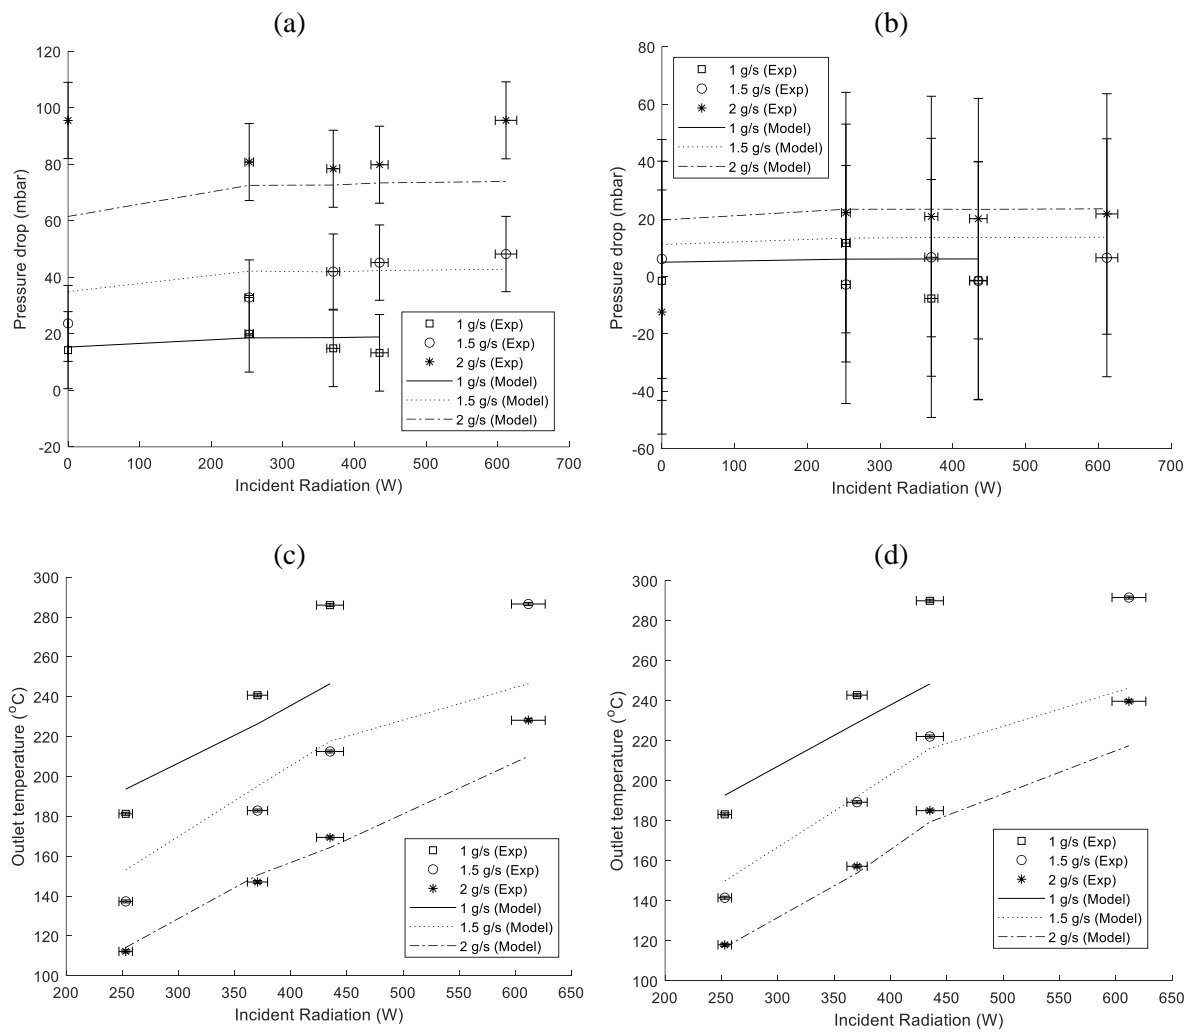 (a)
120
100
80
60
40
20
0
-20
Pressure drop (mbar)
0 100 200 300 400 500 600 700
Incident Radiation (W)
1 g/s (Exp)
1.5 g/s (Exp)
2 g/s (Exp)
1 g/s (Model)
1.5 g/s (Model)
2 g/s (Model)
(b)
80
60
40
20
0
-20
-40
-60
Pressure drop (mbar)
0 100 200 300 400 500 600 700
Incident Radiation (W)
1 g/s (Exp)
1.5 g/s (Exp)
2 g/s (Exp)
1 g/s (Model)
1.5 g/s (Model)
2 g/s (Model)
(c)
300
280
260
240
220
200
180
160
140
120
100
Outlet temperature (°C)
200 250 300 350 400 450 500 550 600 650
Incident Radiation (W)
1 g/s (Exp)
1.5 g/s (Exp)
2 g/s (Exp)
1 g/s (Model)
1.5 g/s (Model)
2 g/s (Model)
(d)
300
280
260
240
220
200
180
160
140
120
100
Outlet temperature (°C)
200 250 300 350 400 450 500 550 600 650
Incident Radiation (W)
1 g/s (Exp)
1.5 g/s (Exp)
2 g/s (Exp)
1 g/s (Model)
1.5 g/s (Model)
2 g/s (Model)